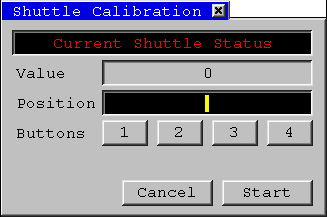 Shuttle Calibration
Current Shuttle Status
Value 0
Position
Buttons 1 2 3 4
Cancel Start